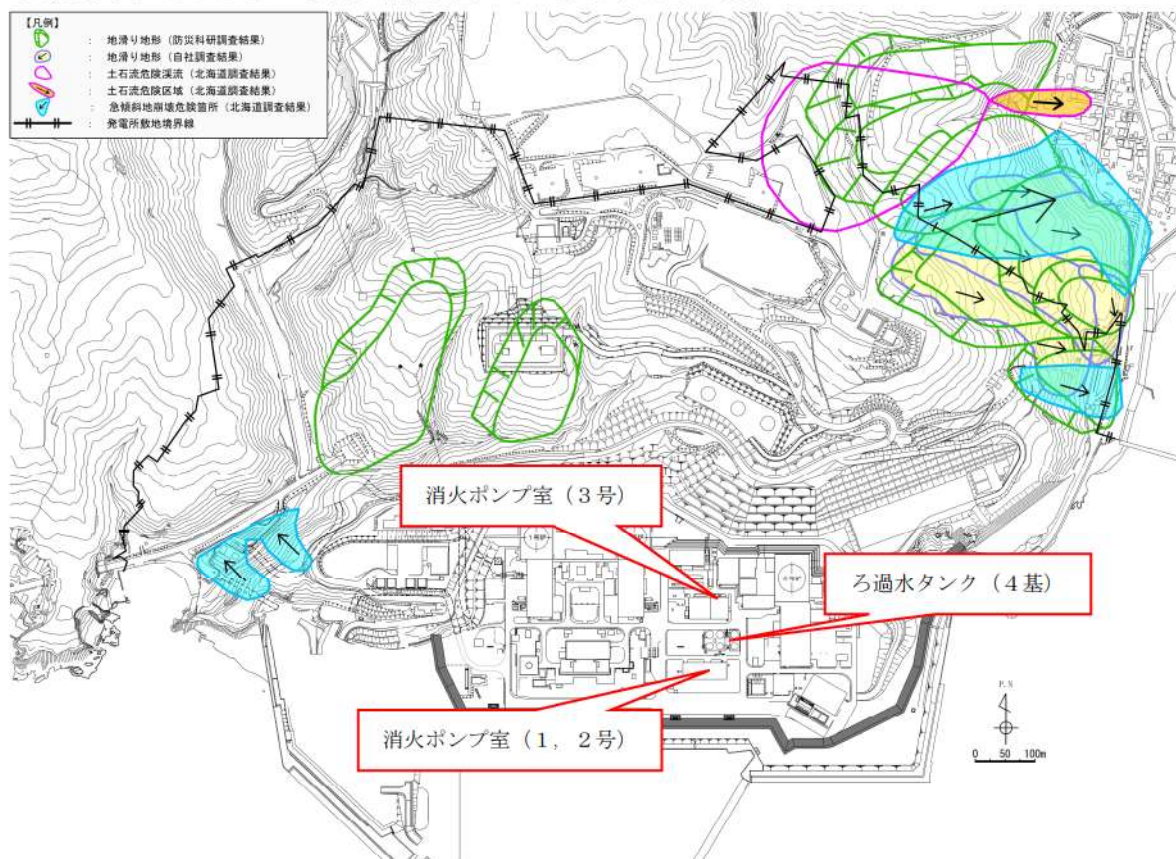 【凡例】
： 地滑り地形（防災科研調査結果）
： 地滑り地形（自社調査結果）
： 土石流危険渓流（北海道調査結果）
： 土石流危険区域（北海道調査結果）
： 急傾斜地崩壊危険箇所（北海道調査結果）
： 発電所敷地境界線
消火ポンプ室（３号）
ろ過水タンク（４基）
消火ポンプ室（１，２号）
P.N
0 50 100m